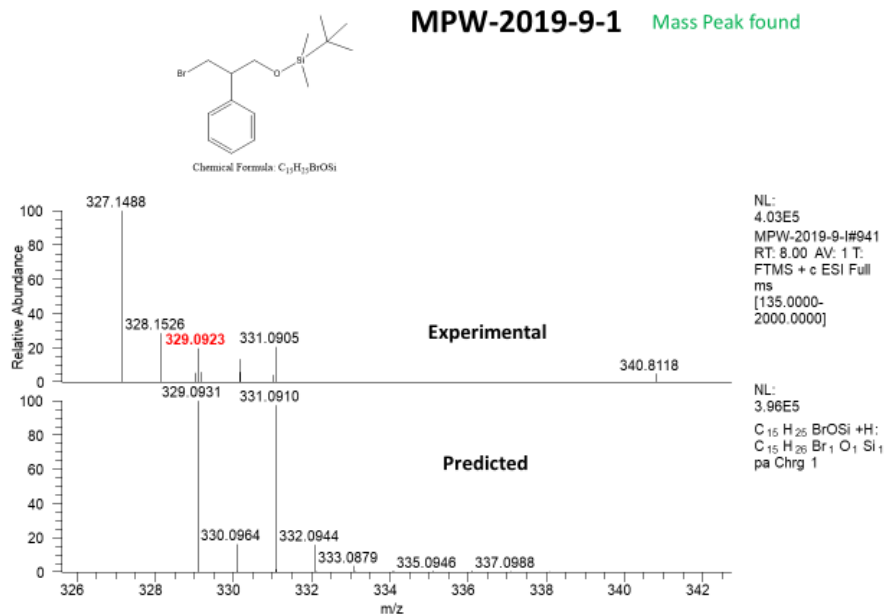 MPW-2019-9-1
Mass Peak found
Br
O
Si
Chemical Formula: C₁₅H₂₅BrOSi
Relative Abundance
100
80
60
40
20
0
327.1488
328.1526
329.0923
331.0905
340.8118
Experimental
NL:
4.03E5
MPW-2019-9-I#941
RT: 8.00 AV: 1 T:
FTMS + c ESI Full
ms
[135.0000-
2000.0000]
100
80
60
40
20
0
329.0931
331.0910
330.0964
332.0944
333.0879
335.0946
337.0988
Predicted
NL:
3.96E5
C ₁₅ H ₂₅ BrOSi +H:
C ₁₅ H ₂₆ Br ₁ O ₁ Si ₁
pa Chrg 1
326
328
330
332
334
336
338
340
342
m/z